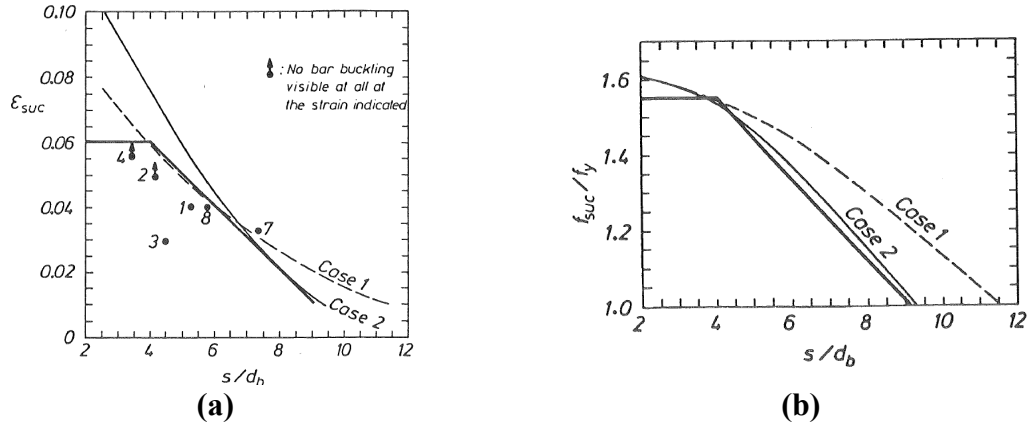 0.10
0.08
0.06
0.04
0.02
0
ε_suc
2 4 6 8 10 12
s/d_b
: No bar buckling
visible at all at
the strain indicated
4
2
1
8
3
7
Case 1
Case 2
(a)
1.6
1.4
1.2
1.0
f_suc/f_y
2 4 6 8 10 12
s/d_b
Case 1
Case 2
(b)